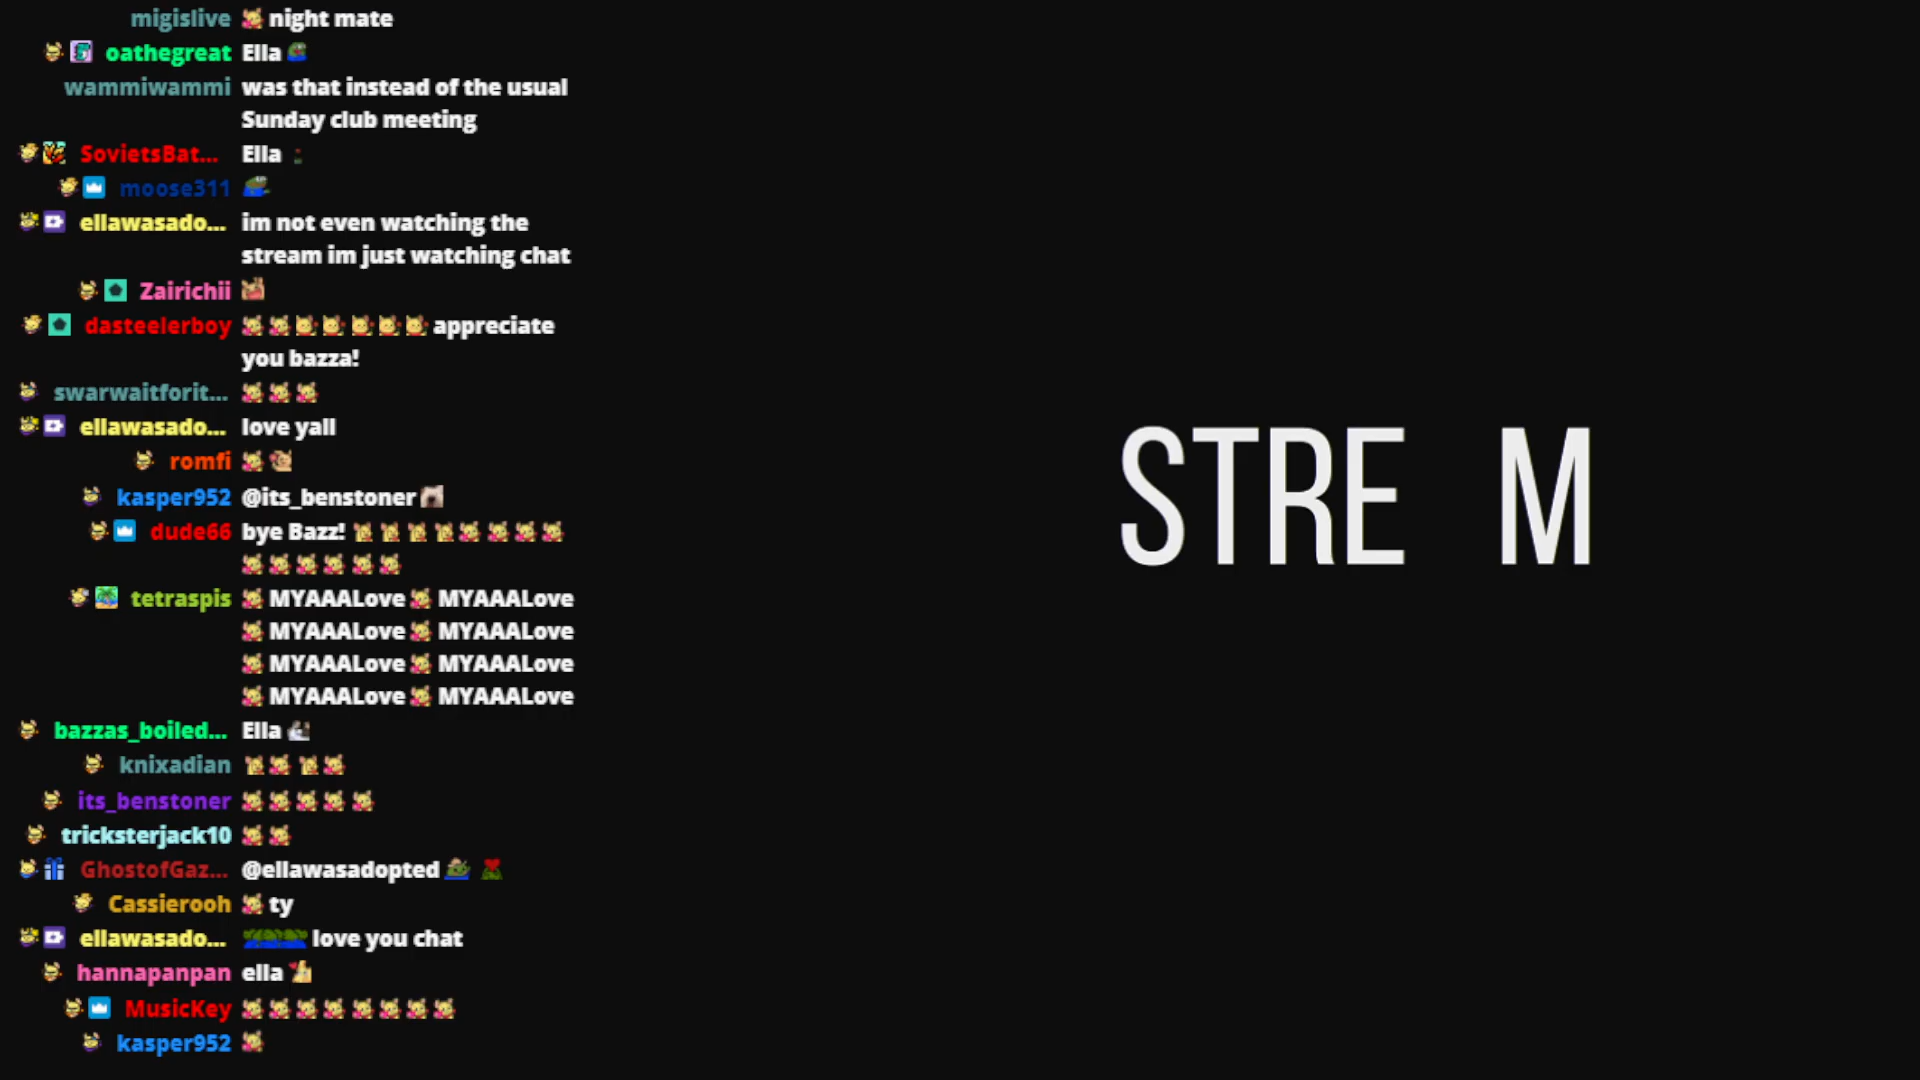 migislive night mate
oathegreat Ella
wammiwammi was that instead of the usual
Sunday club meeting
SovietsBat... Ella
moose311
ellawasado... im not even watching the
stream im just watching chat
Zairichii
dasteelerboy appreciate
you bazza!
swarwaitforit...
ellawasado... love yall
romfi
kasper952 @its_benstoner
dude66 bye Bazz!
tetraspis MYAAALove MYAAALove
MYAAALove MYAAALove
MYAAALove MYAAALove
MYAAALove MYAAALove
bazzas_boiled... Ella
knixadian
its_benstoner
tricksterjack10
GhostofGaz... @ellawasadopted
Cassierooh ty
ellawasado... love you chat
hannapanpan ella
MusicKey
kasper952
STRE M